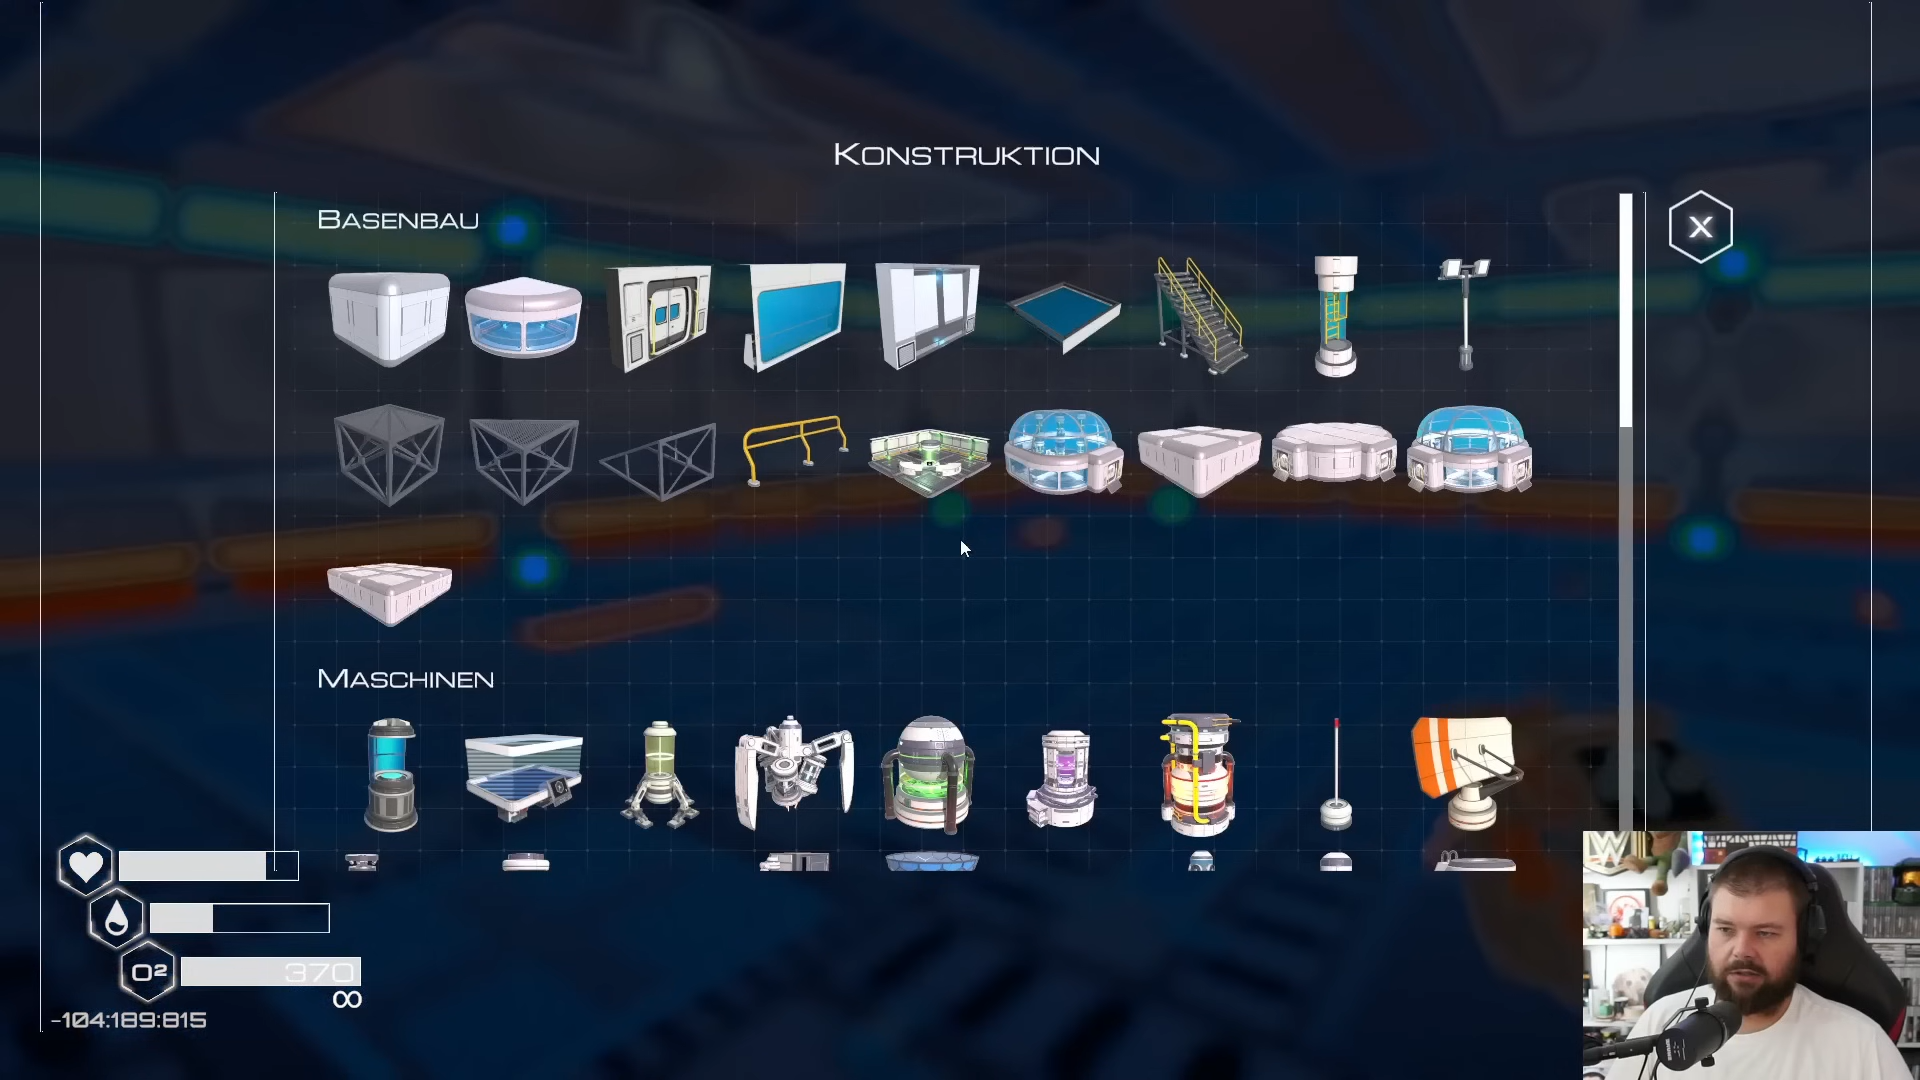 KONSTRUKTION
BASENBAU
X
MASCHINEN
O²
370
∞
-104:189:815